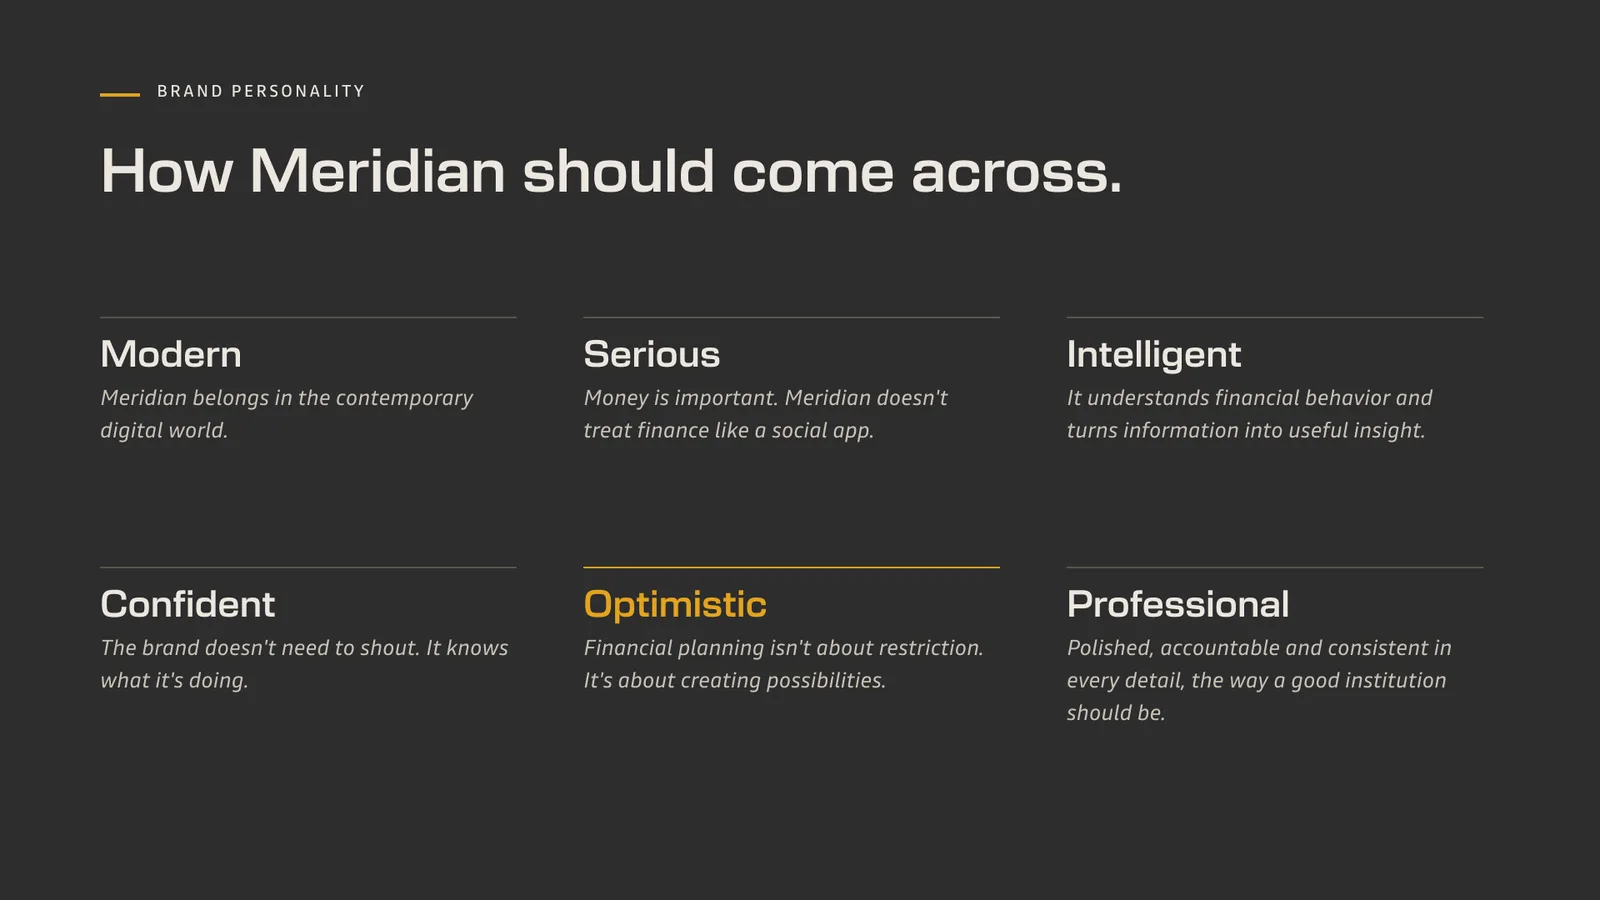 BRAND PERSONALITY
How Meridian should come across.
Modern
Meridian belongs in the contemporary
digital world.
Serious
Money is important. Meridian doesn't
treat finance like a social app.
Intelligent
It understands financial behavior and
turns information into useful insight.
Confident
The brand doesn't need to shout. It knows
what it's doing.
Optimistic
Financial planning isn't about restriction.
It's about creating possibilities.
Professional
Polished, accountable and consistent in
every detail, the way a good institution
should be.